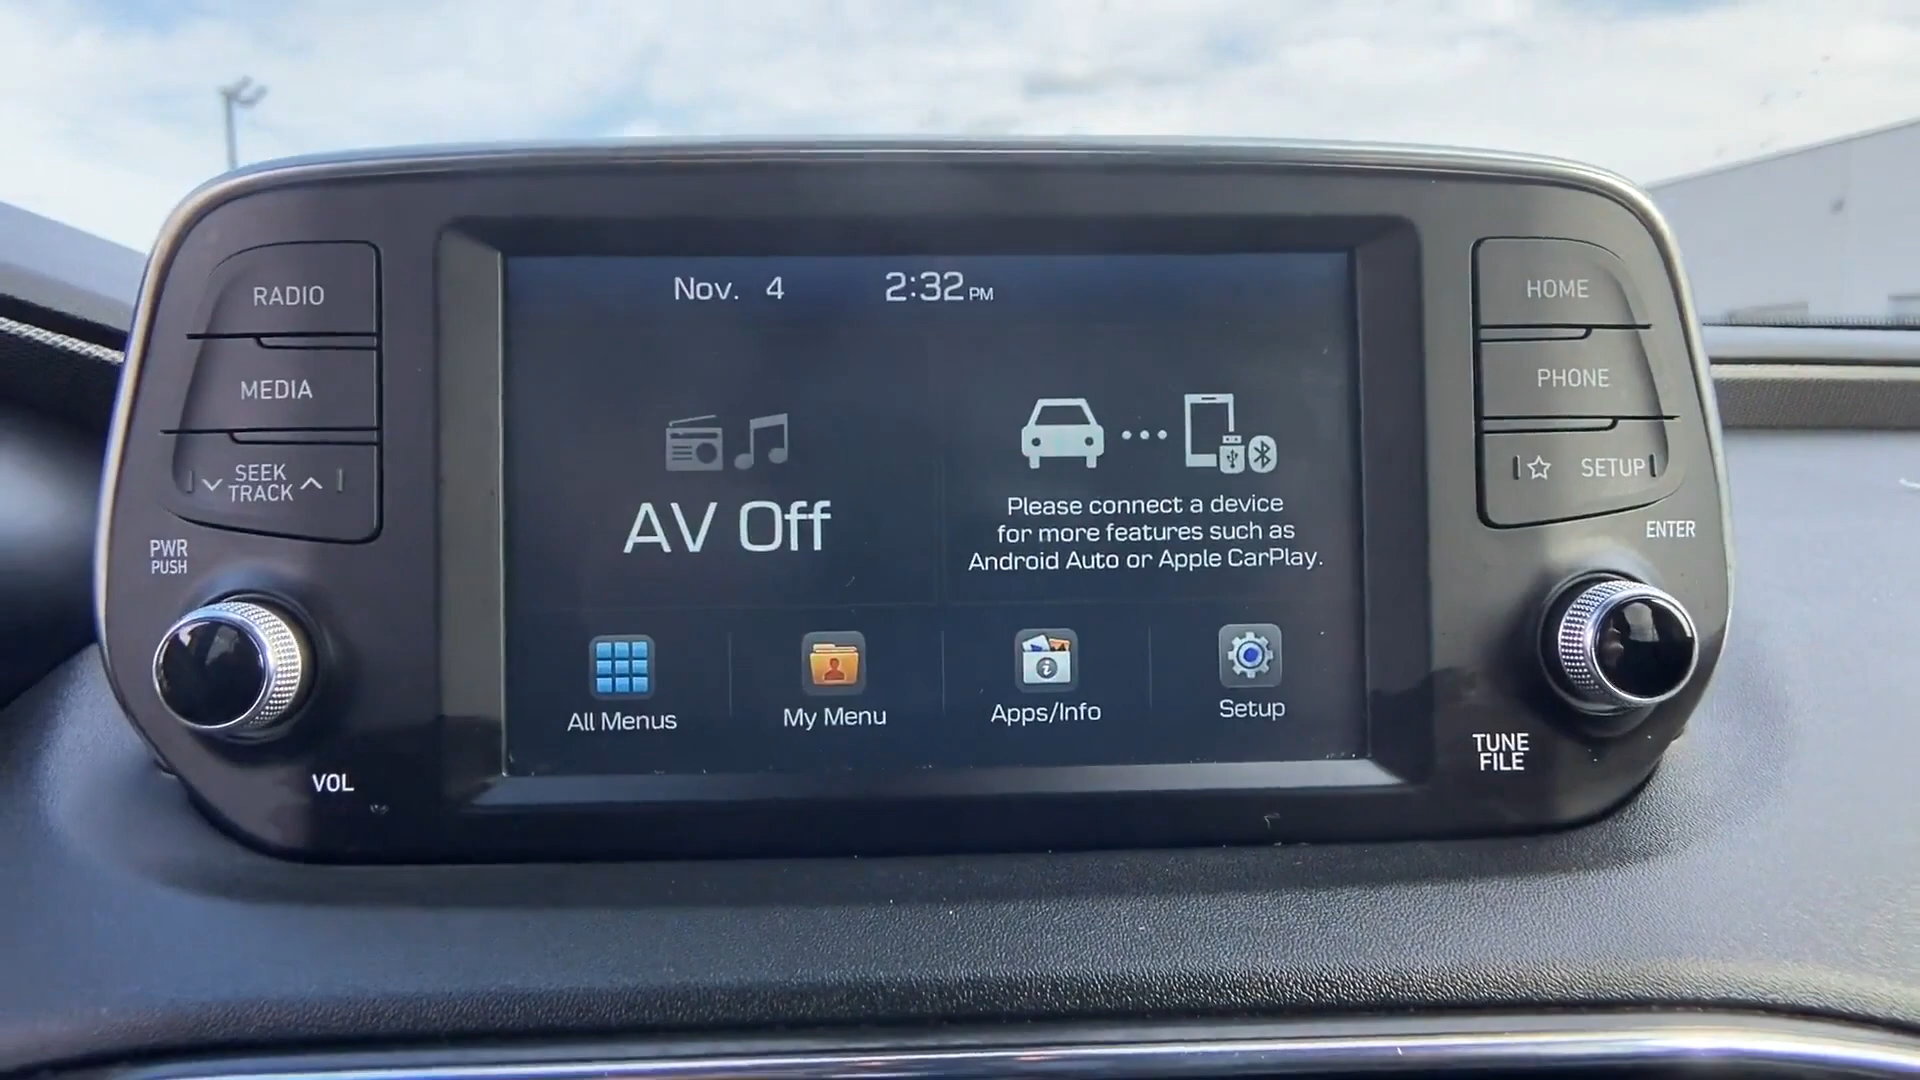 RADIO
MEDIA
SEEK
TRACK
PWR
PUSH
VOL
Nov. 4 2:32 PM
AV Off
Please connect a device
for more features such as
Android Auto or Apple CarPlay.
All Menus
My Menu
Apps/Info
Setup
HOME
PHONE
SETUP
ENTER
TUNE
FILE